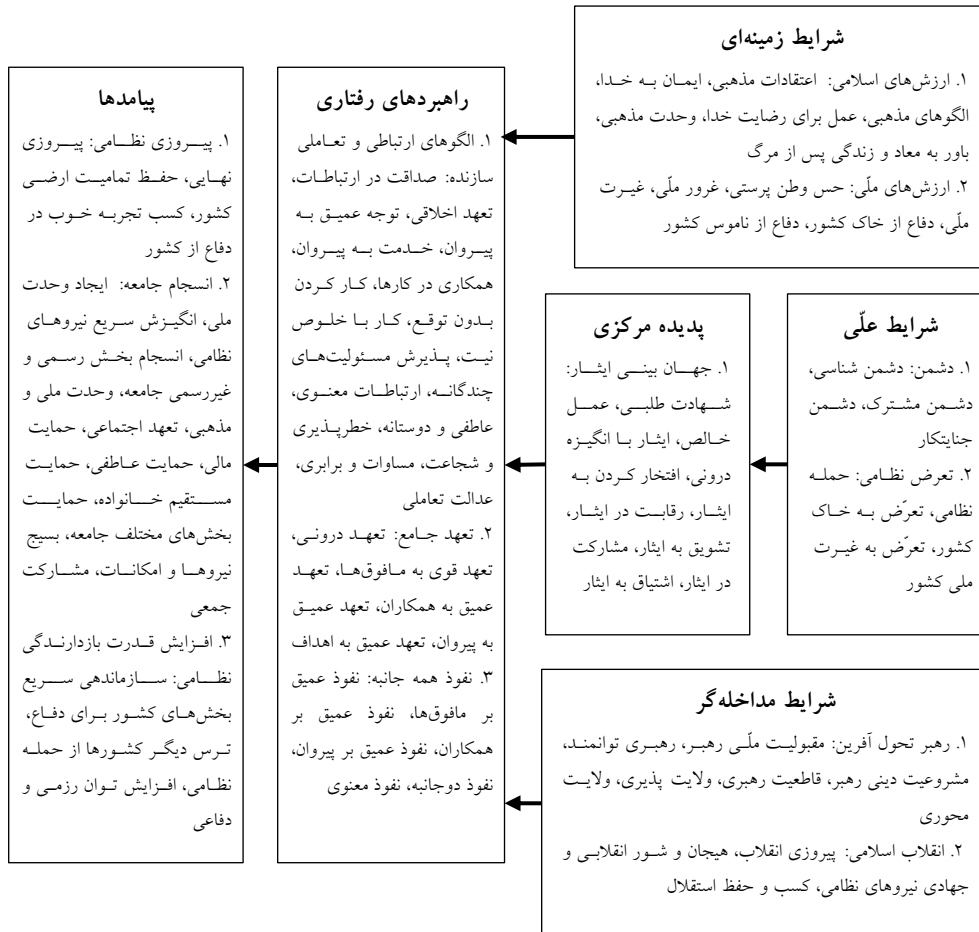 شرایط زمینه‌ای
۱. ارزش‌های اسلامی: اعتقادات مذهبی، ایمان به خدا،
الگوهای مذهبی، عمل برای رضایت خدا، وحدت مذهبی،
باور به معاد و زندگی پس از مرگ
۲. ارزش‌های ملّی: حس وطن پرستی، غرور ملّی، غیرت
ملّی، دفاع از خاک کشور، دفاع از ناموس کشور
شرایط علّی
۱. دشمن: دشمن شناسی،
دشمن مشترک، دشمن
جنایتکار
۲. تعرض نظامی: حمله
نظامی، تعرّض به خاک
کشور، تعرّض به غیرت
ملی کشور
پدیده مرکزی
۱. جهان بینی ایثار:
شهادت طلبی، عمل
خالص، ایثار با انگیزه
درونی، افتخار کردن به
ایثار، رقابت در ایثار،
تشویق به ایثار، مشارکت
در ایثار، اشتیاق به ایثار
شرایط مداخله‌گر
۱. رهبر تحول آفرین: مقبولیت ملّی رهبر، رهبری توانمند،
مشروعیت دینی رهبر، قاطعیت رهبری، ولایت پذیری، ولایت
محوری
۲. انقلاب اسلامی: پیروزی انقلاب، هیجان و شور انقلابی و
جهادی نیروهای نظامی، کسب و حفظ استقلال
راهبردهای رفتاری
۱. الگوهای ارتباطی و تعاملی
سازنده: صداقت در ارتباطات،
تعهد اخلاقی، توجه عمیق به
پیروان، خدمت به پیروان،
همکاری در کارها، کار کردن
بدون توقع، کار با خلوص
نیت، پذیرش مسئولیت‌های
چندگانه، ارتباطات معنوی،
عاطفی و دوستانه، خطرپذیری
و شجاعت، مساوات و برابری،
عدالت تعاملی
۲. تعهد جامع: تعهد درونی،
تعهد قوی به مافوق‌ها، تعهد
عمیق به همکاران، تعهد عمیق
به پیروان، تعهد عمیق به اهداف
۳. نفوذ همه جانبه: نفوذ عمیق
بر مافوق‌ها، نفوذ عمیق بر
همکاران، نفوذ عمیق بر پیروان،
نفوذ دوجانبه، نفوذ معنوی
پیامدها
۱. پیروزی نظامی: پیروزی
نهایی، حفظ تمامیت ارضی
کشور، کسب تجربه خوب در
دفاع از کشور
۲. انسجام جامعه: ایجاد وحدت
ملی، انگیزش سریع نیروهای
نظامی، انسجام بخش رسمی و
غیررسمی جامعه، وحدت ملی و
مذهبی، تعهد اجتماعی، حمایت
مالی، حمایت عاطفی، حمایت
مستقیم خانواده، حمایت
بخش‌های مختلف جامعه، بسیج
نیروها و امکانات، مشارکت
جمعی
۳. افزایش قدرت بازدارندگی
نظامی: سازماندهی سریع
بخش‌های کشور برای دفاع،
ترس دیگر کشورها از حمله
نظامی، افزایش توان رزمی و
دفاعی